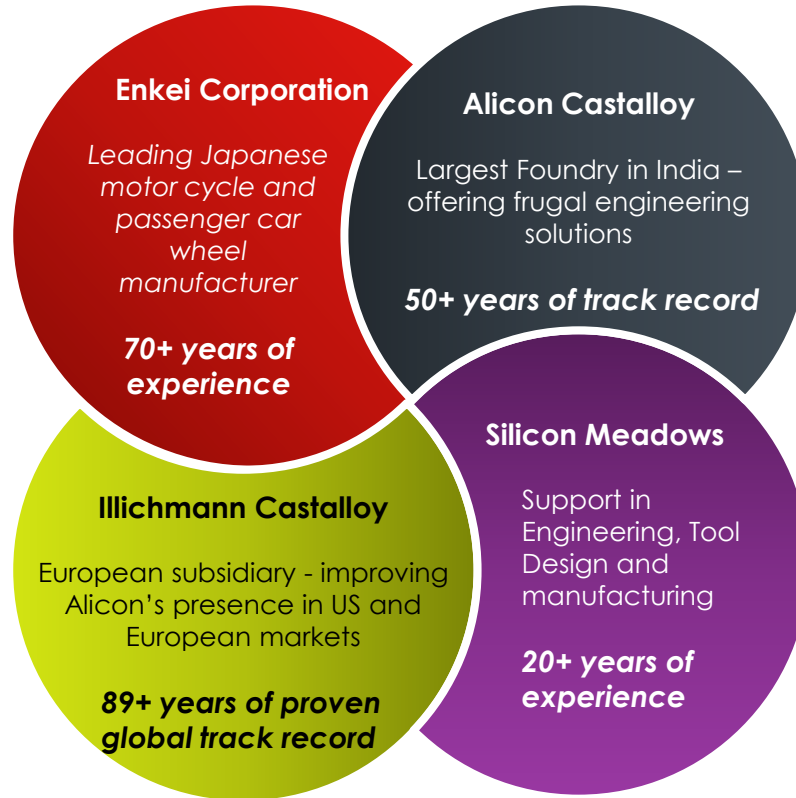 Enkei Corporation
Leading Japanese
motor cycle and
passenger car
wheel
manufacturer
70+ years of
experience
Alicon Castalloy
Largest Foundry in India –
offering frugal engineering
solutions
50+ years of track record
Illichmann Castalloy
European subsidiary - improving
Alicon’s presence in US and
European markets
89+ years of proven
global track record
Silicon Meadows
Support in
Engineering, Tool
Design and
manufacturing
20+ years of
experience